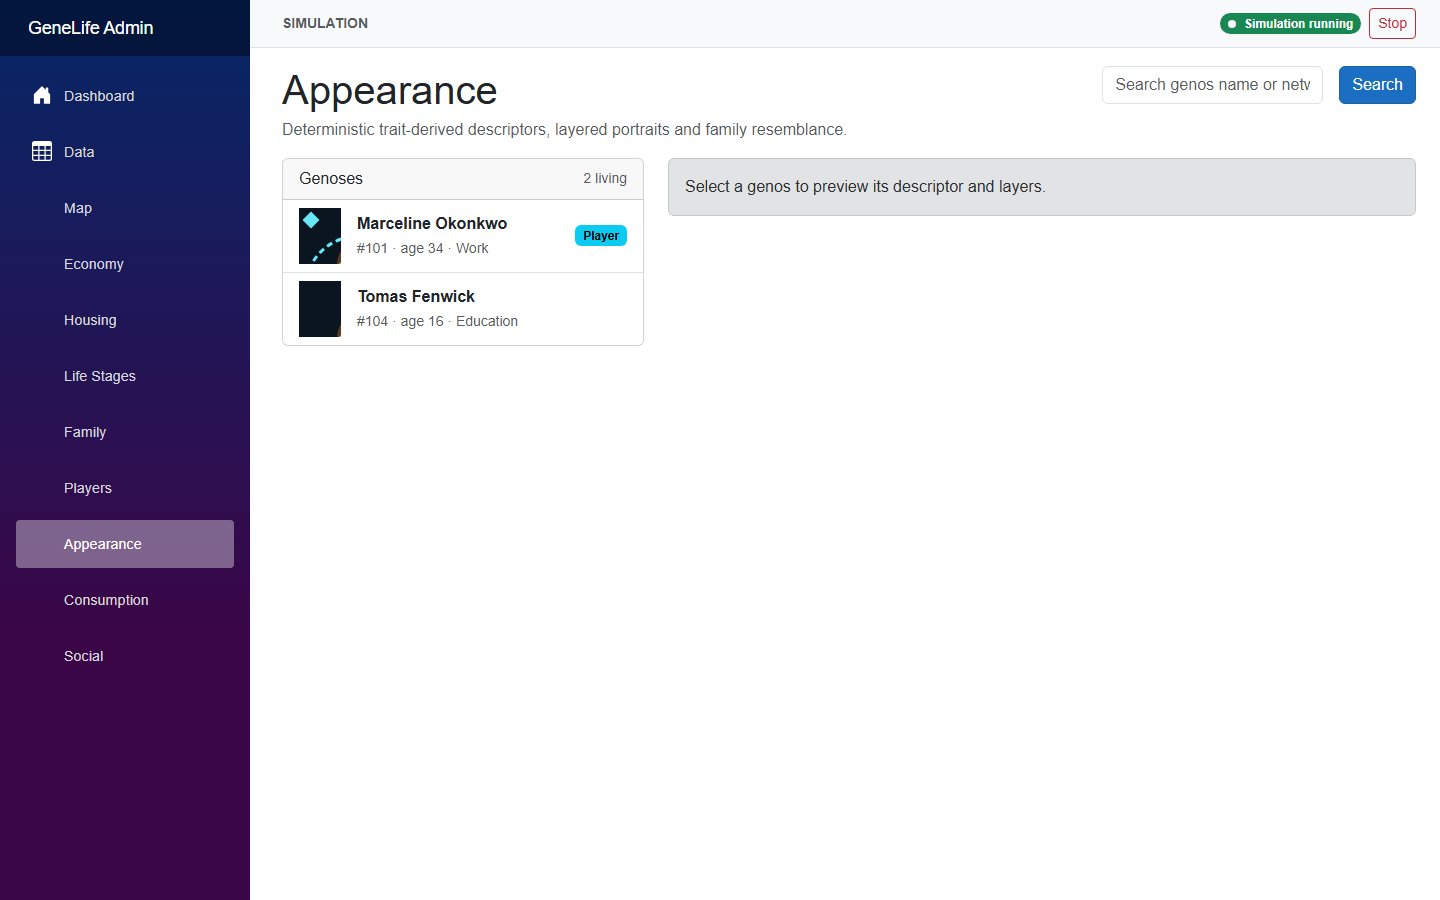 GeneLife Admin
Dashboard
Data
Map
Economy
Housing
Life Stages
Family
Players
Appearance
Consumption
Social
SIMULATION
Simulation running
Stop
Appearance
Deterministic trait-derived descriptors, layered portraits and family resemblance.
Search genos name or netw
Search
Genoses
2 living
Marceline Okonkwo
#101 · age 34 · Work
Player
Tomas Fenwick
#104 · age 16 · Education
Select a genos to preview its descriptor and layers.